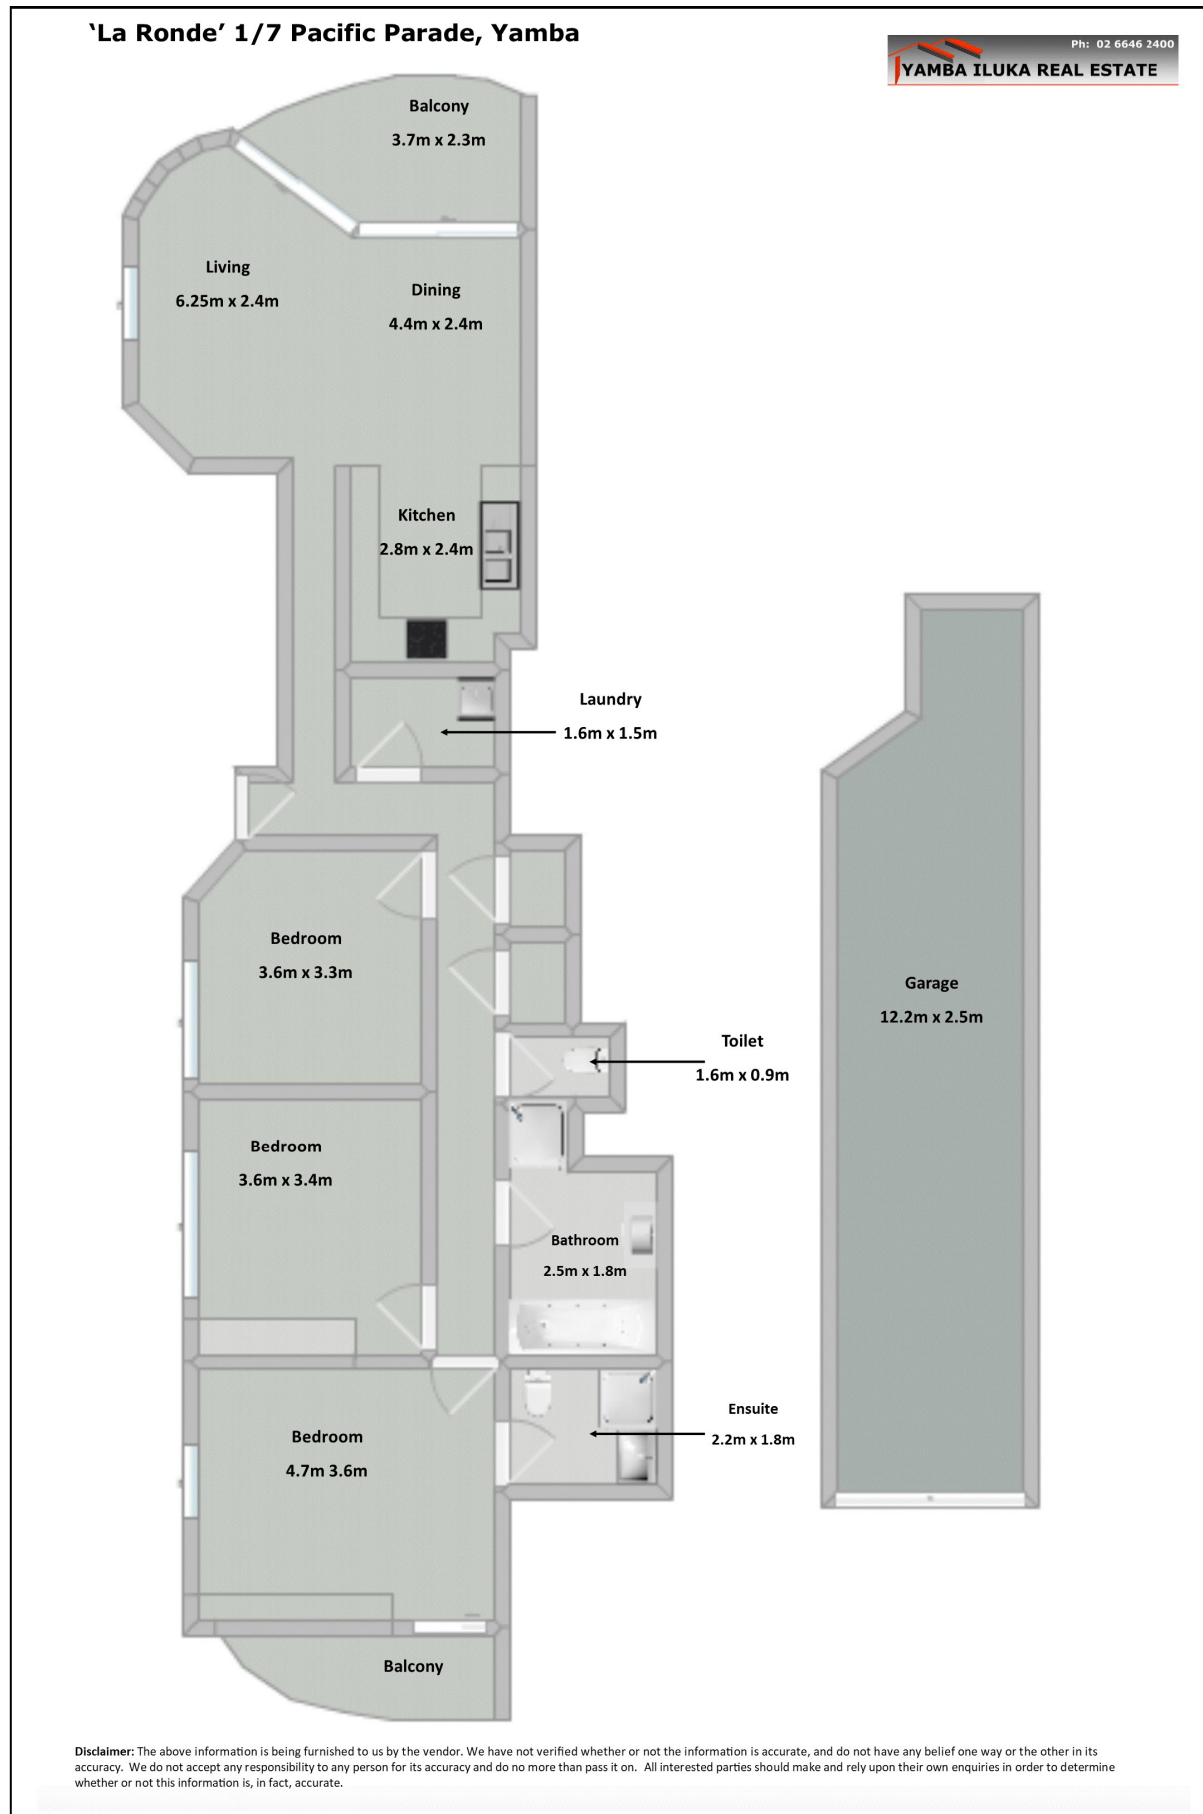 ‘La Ronde’ 1/7 Pacific Parade, Yamba
Ph: 02 6646 2400
YAMBA ILUKA REAL ESTATE
Balcony
3.7m x 2.3m
Living
6.25m x 2.4m
Dining
4.4m x 2.4m
Kitchen
2.8m x 2.4m
Laundry
1.6m x 1.5m
Bedroom
3.6m x 3.3m
Garage
12.2m x 2.5m
Toilet
1.6m x 0.9m
Bedroom
3.6m x 3.4m
Bathroom
2.5m x 1.8m
Ensuite
2.2m x 1.8m
Bedroom
4.7m 3.6m
Balcony
Disclaimer: The above information is being furnished to us by the vendor. We have not verified whether or not the information is accurate, and do not have any belief one way or the other in its
accuracy. We do not accept any responsibility to any person for its accuracy and do no more than pass it on. All interested parties should make and rely upon their own enquiries in order to determine
whether or not this information is, in fact, accurate.